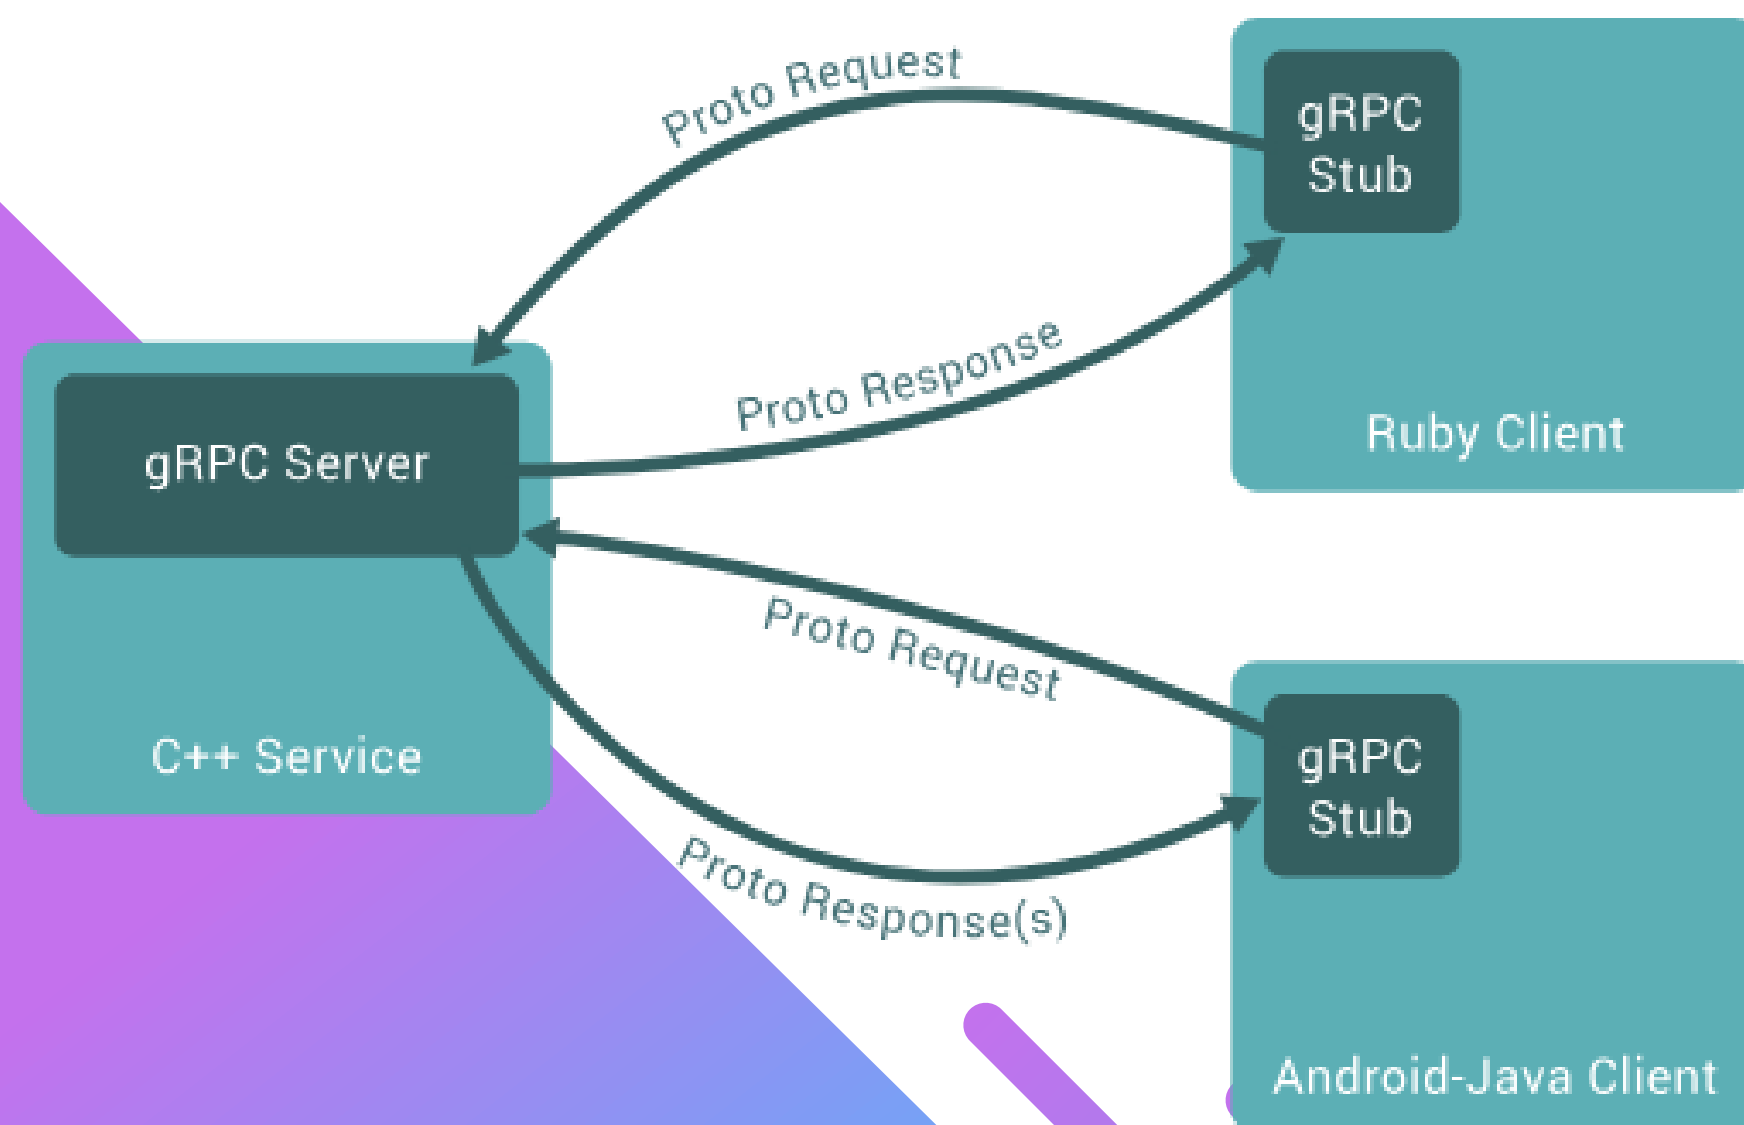 Proto Request
gRPC
Stub
Proto Response
Ruby Client
gRPC Server
C++ Service
Proto Request
gRPC
Stub
Proto Response(s)
Android-Java Client